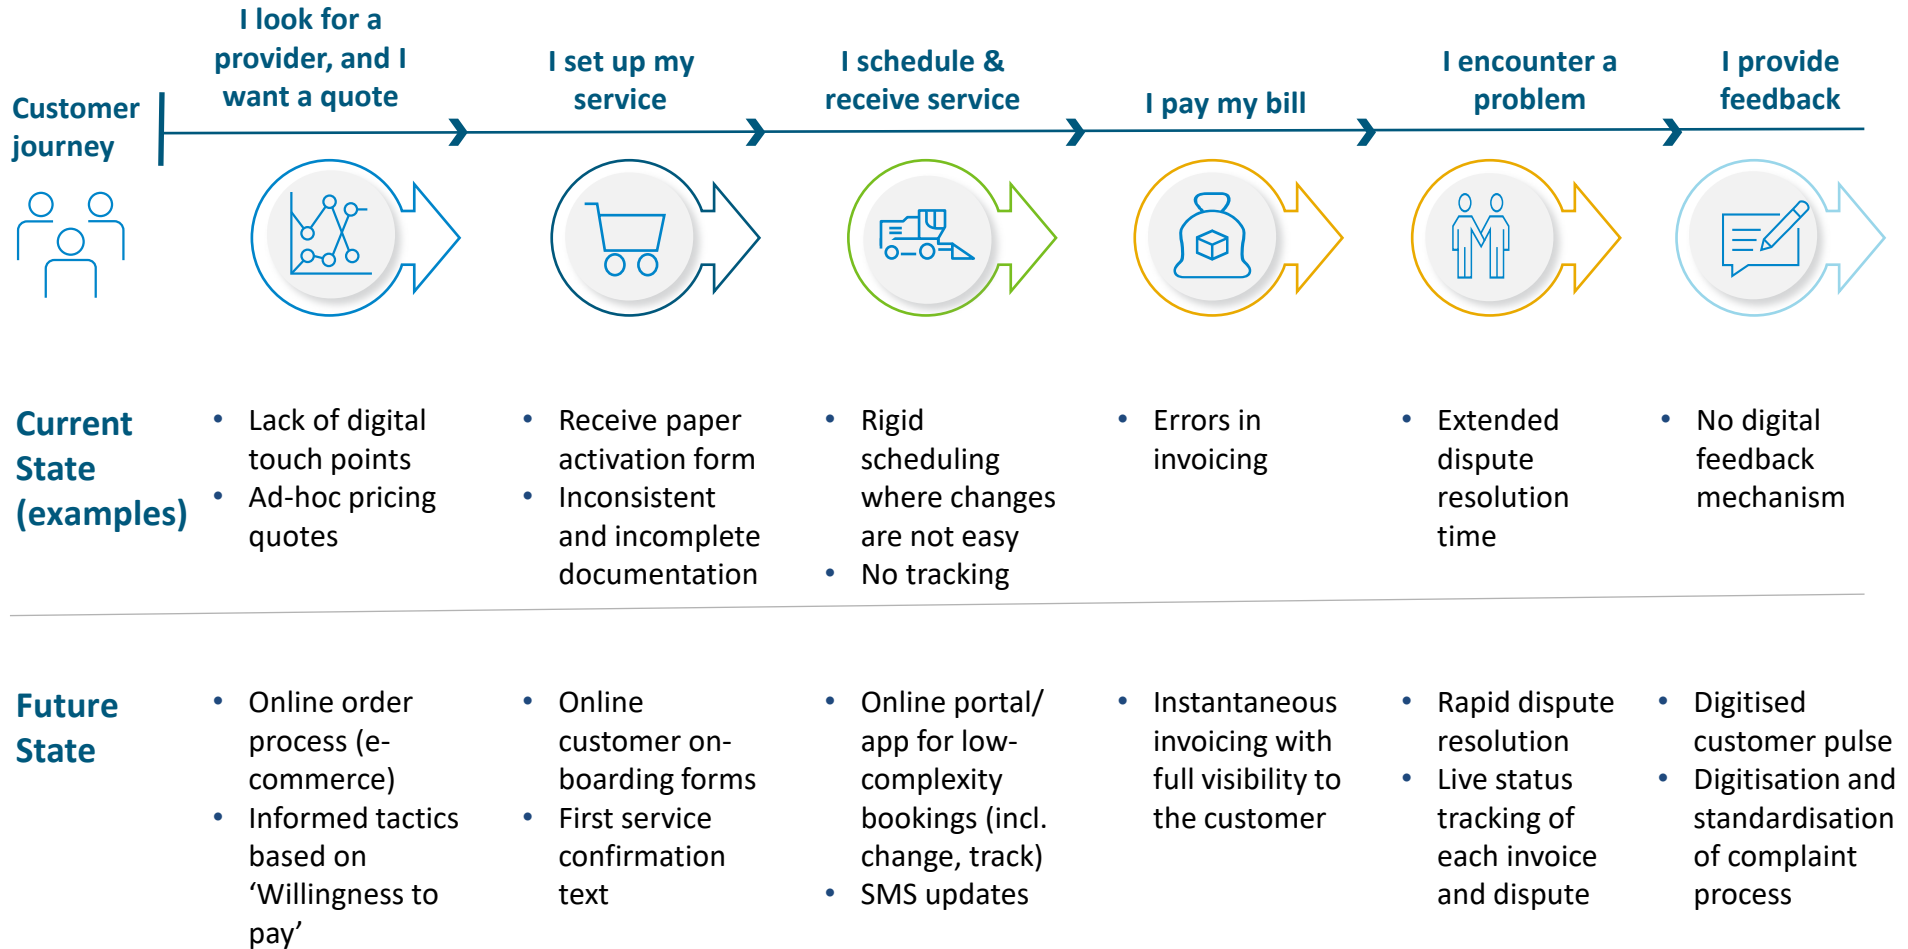 Customer
journey
I look for a
provider, and I
want a quote
I set up my
service
I schedule &
receive service
I pay my bill
I encounter a
problem
I provide
feedback
Current
State
(examples)
• Lack of digital
touch points
• Ad-hoc pricing
quotes
• Receive paper
activation form
• Inconsistent
and incomplete
documentation
• Rigid
scheduling
where changes
are not easy
• No tracking
• Errors in
invoicing
• Extended
dispute
resolution
time
• No digital
feedback
mechanism
Future
State
• Online order
process (e-
commerce)
• Informed tactics
based on
‘Willingness to
pay’
• Online
customer on-
boarding forms
• First service
confirmation
text
• Online portal/
app for low-
complexity
bookings (incl.
change, track)
• SMS updates
• Instantaneous
invoicing with
full visibility to
the customer
• Rapid dispute
resolution
• Live status
tracking of
each invoice
and dispute
• Digitised
customer pulse
• Digitisation and
standardisation
of complaint
process